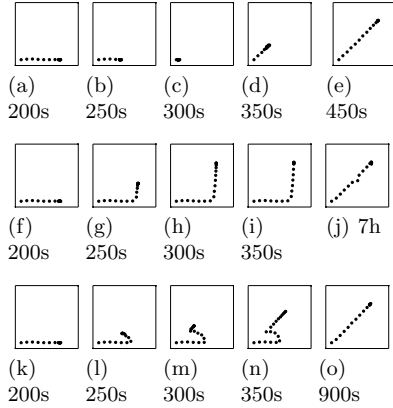 (a) (b) (c) (d) (e)
200s 250s 300s 350s 450s
(f) (g) (h) (i) (j) 7h
200s 250s 300s 350s
(k) (l) (m) (n) (o)
200s 250s 300s 350s 900s